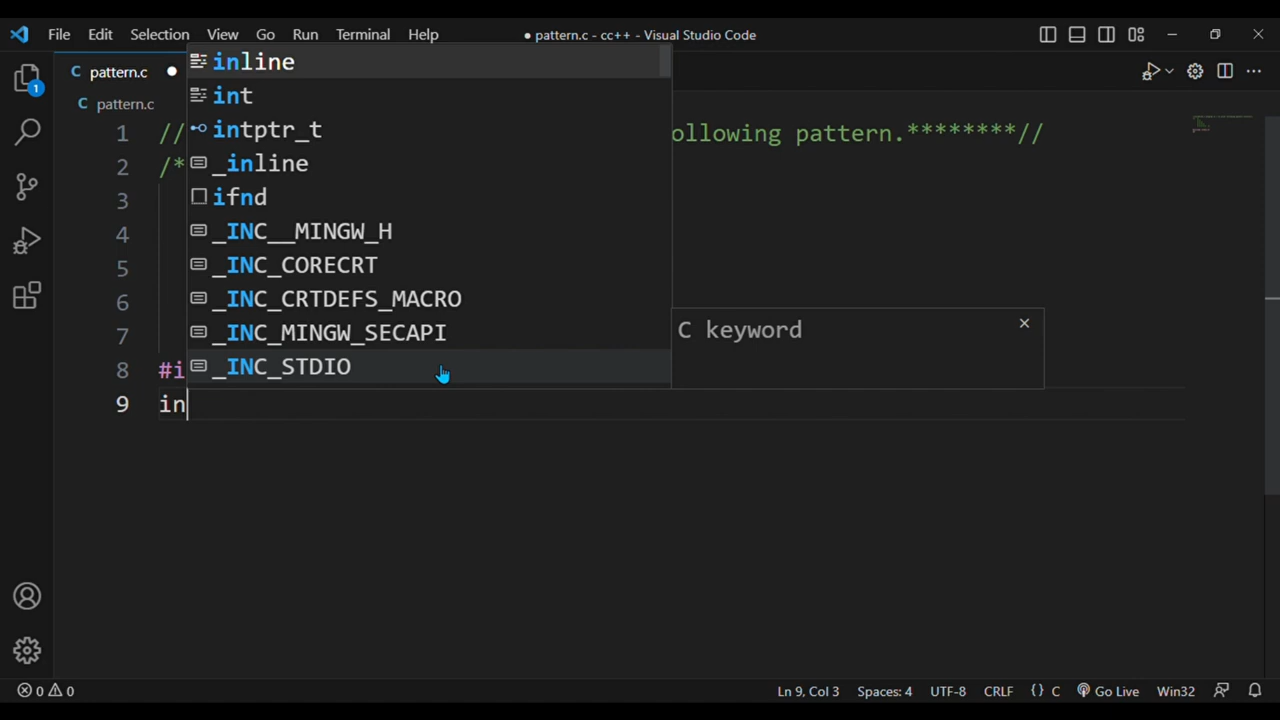 File Edit Selection View Go Run Terminal Help ● pattern.c - cc++ - Visual Studio Code
C pattern.c ●
C pattern.c
1
1 // ollowing pattern.********//
2 /*
3
4
5
6
7
8 #i
9 in
inline
int
intptr_t
_inline
ifnd
_INC__MINGW_H
_INC_CORECRT
_INC_CRTDEFS_MACRO
_INC_MINGW_SECAPI
_INC_STDIO
C keyword
0 0 Ln 9, Col 3 Spaces: 4 UTF-8 CRLF {} C Go Live Win32